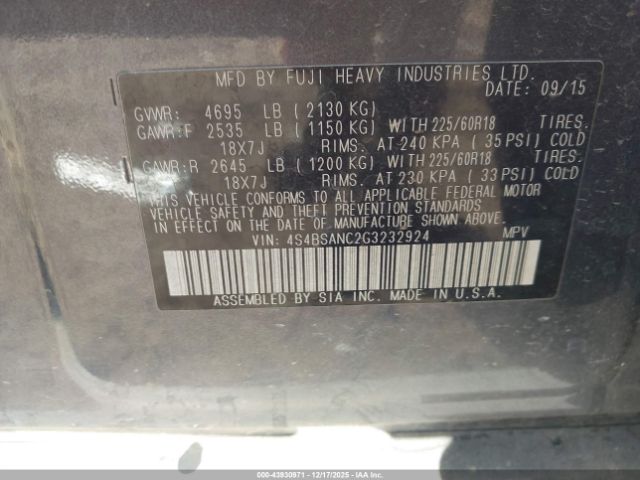 MFD BY FUJI HEAVY INDUSTRIES LTD.
DATE: 09/15
GVWR: 4695 LB (2130 KG)
GAWR:F 2535 LB (1150 KG) WITH 225/60R18 TIRES.
18X7J RIMS. AT 240 KPA (35 PSI) COLD
GAWR:R 2645 LB (1200 KG) WITH 225/60R18 TIRES.
18X7J RIMS. AT 230 KPA (33 PSI) COLD
THIS VEHICLE CONFORMS TO ALL APPLICABLE FEDERAL MOTOR
VEHICLE SAFETY AND THEFT PREVENTION STANDARDS IN EFFECT
ON THE DATE OF MANUFACTURE SHOWN ABOVE.
VIN: 4S4BSANC2G3232924 MPV
ASSEMBLED BY SIA INC. MADE IN U.S.A.
000-43930971 - 12/17/2025 - IAAI.COM